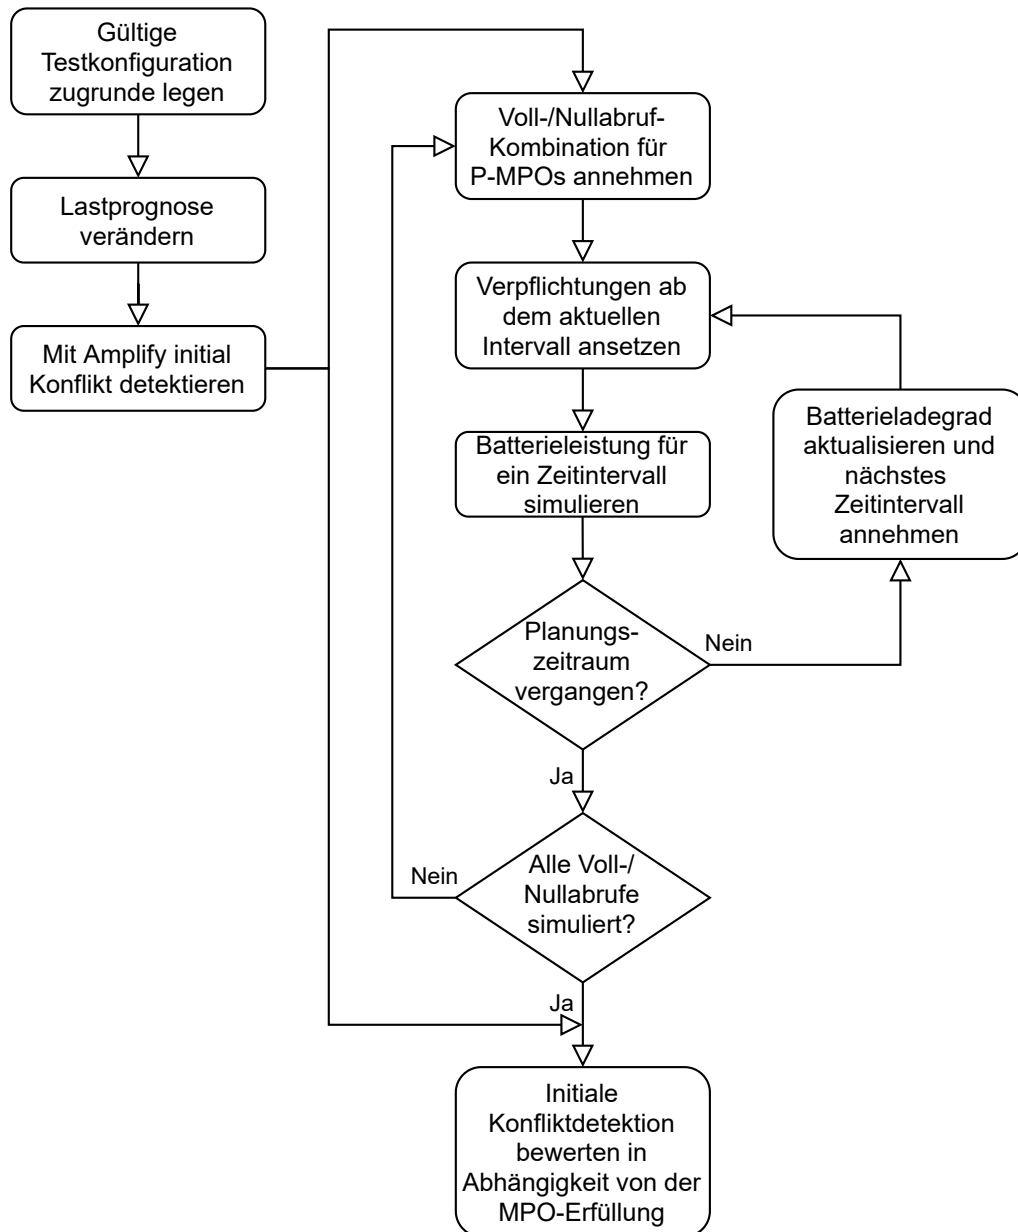 Gültige
Testkonfiguration
zugrunde legen
Lastprognose
verändern
Mit Amplify initial
Konflikt detektieren
Voll-/Nullabruf-
Kombination für
P-MPOs annehmen
Verpflichtungen ab
dem aktuellen
Intervall ansetzen
Batterieleistung für
ein Zeitintervall
simulieren
Batterieladegrad
aktualisieren und
nächstes
Zeitintervall
annehmen
Planungs-
zeitraum
vergangen?
Nein
Ja
Alle Voll-/
Nullabrufe
simuliert?
Nein
Ja
Initiale
Konfliktdetektion
bewerten in
Abhängigkeit von der
MPO-Erfüllung